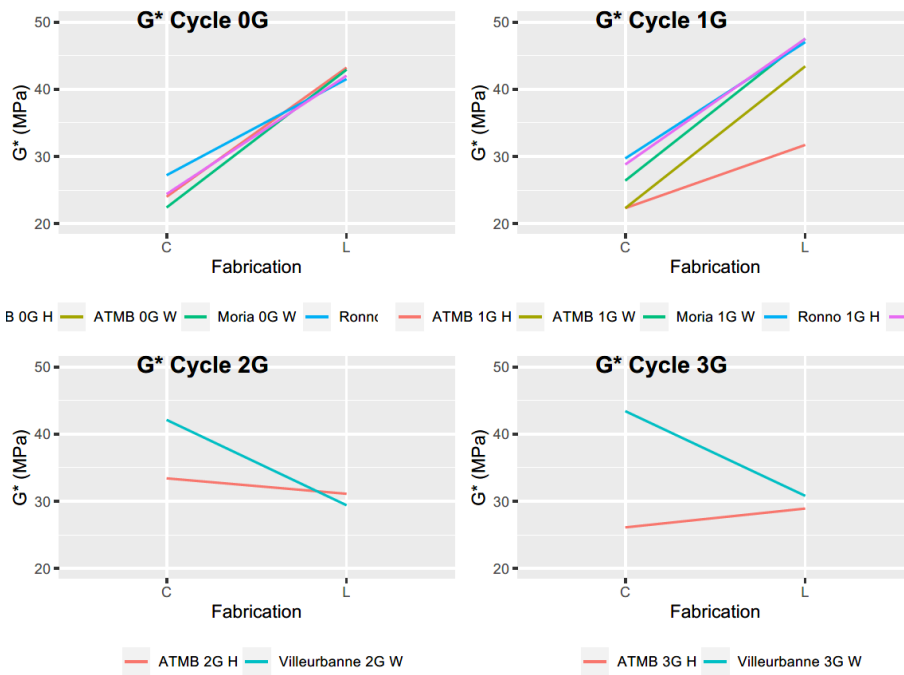 G* Cycle 0G
50
40
30
20
G* (MPa)
C L
Fabrication
B 0G H ATMB 0G W Moria 0G W Ronno
G* Cycle 1G
50
40
30
20
G* (MPa)
C L
Fabrication
ATMB 1G H ATMB 1G W Moria 1G W Ronno 1G H
G* Cycle 2G
50
40
30
20
G* (MPa)
C L
Fabrication
ATMB 2G H Villeurbanne 2G W
G* Cycle 3G
50
40
30
20
G* (MPa)
C L
Fabrication
ATMB 3G H Villeurbanne 3G W